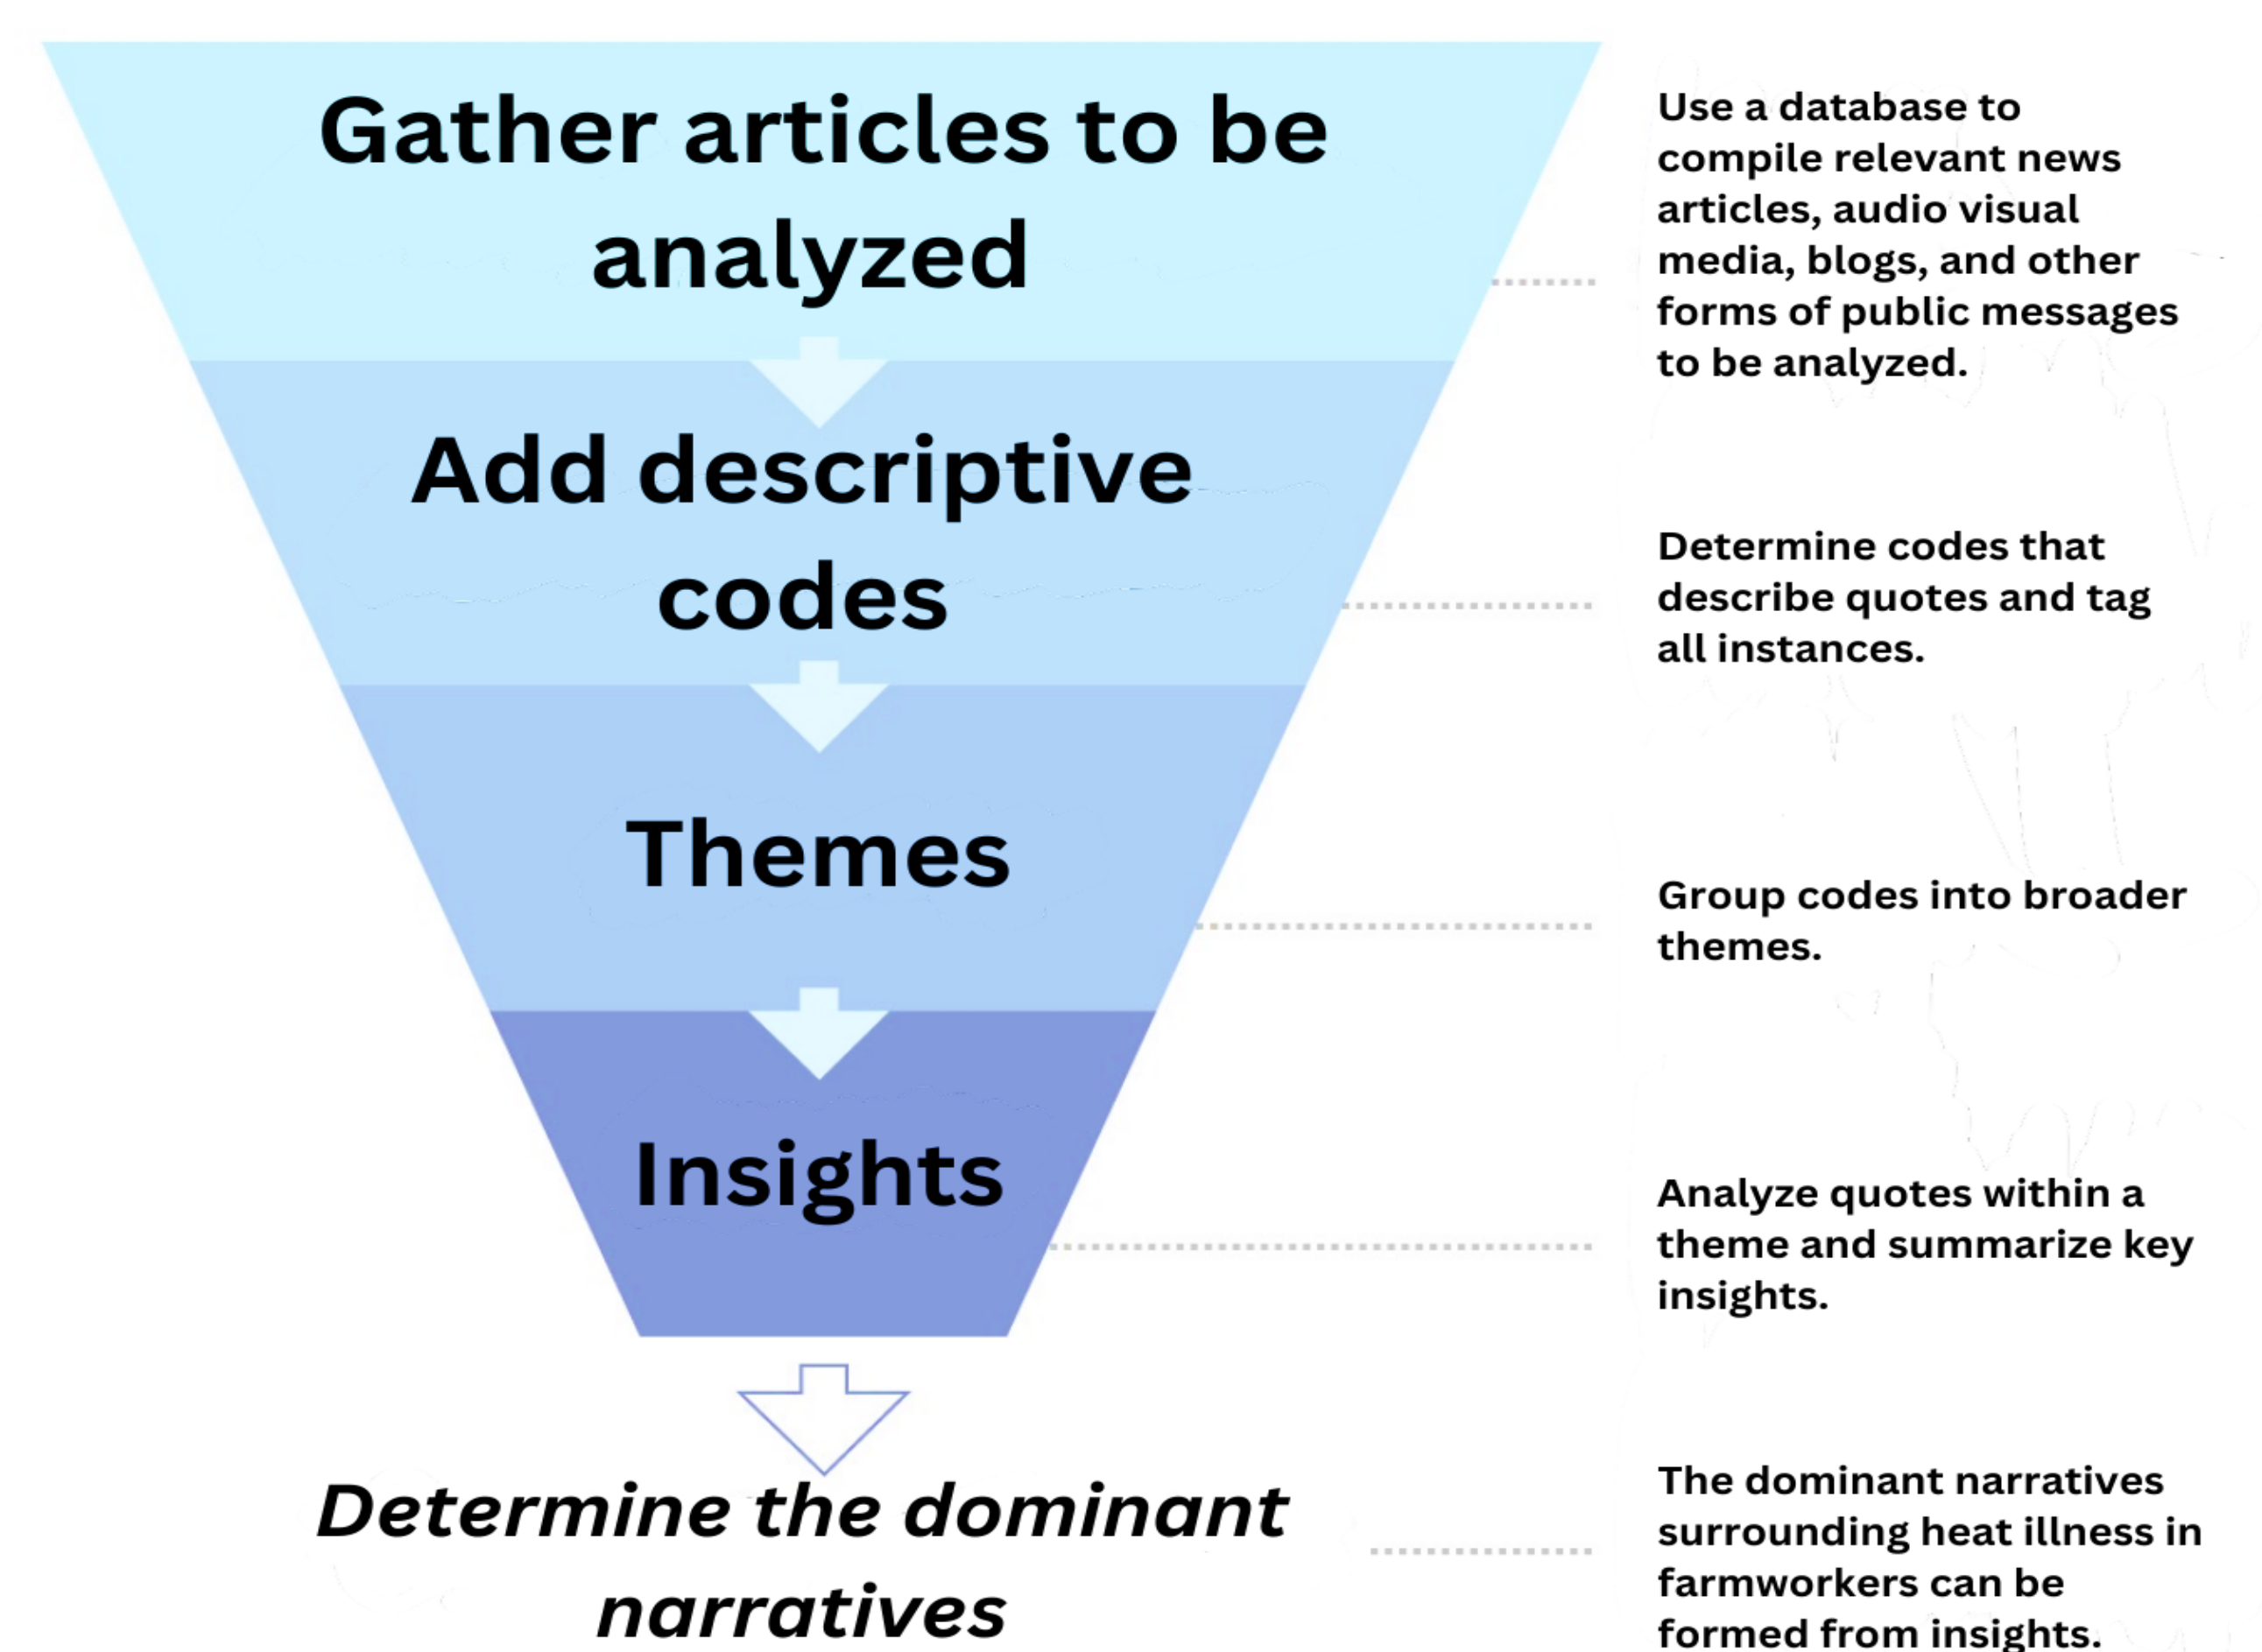 Gather articles to be
analyzed
Use a database to
compile relevant news
articles, audio visual
media, blogs, and other
forms of public messages
to be analyzed.
Add descriptive
codes
Determine codes that
describe quotes and tag
all instances.
Themes
Group codes into broader
themes.
Insights
Analyze quotes within a
theme and summarize key
insights.
Determine the dominant
narratives
The dominant narratives
surrounding heat illness in
farmworkers can be
formed from insights.